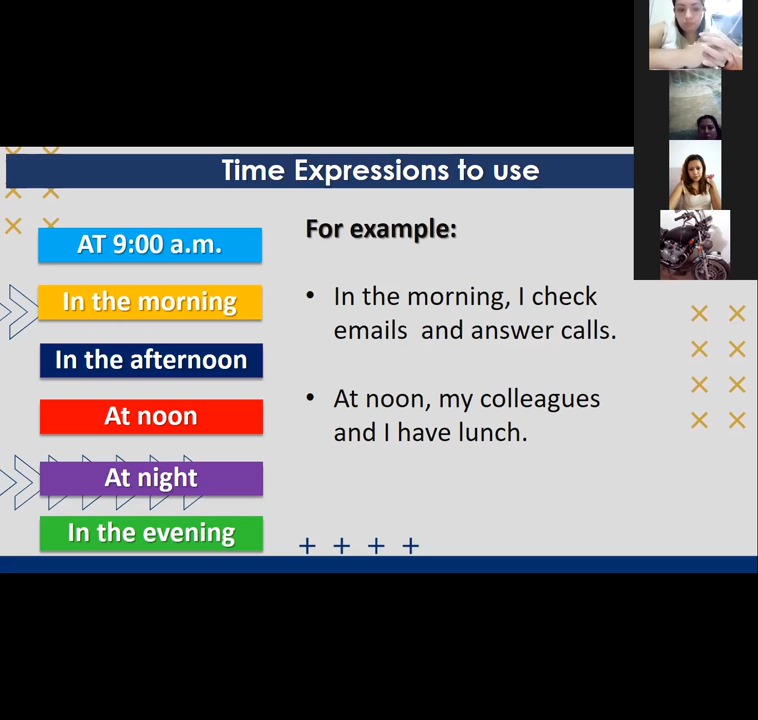 Time Expressions to use
AT 9:00 a.m.
In the morning
In the afternoon
At noon
At night
In the evening
For example:
• In the morning, I check
emails and answer calls.
• At noon, my colleagues
and I have lunch.